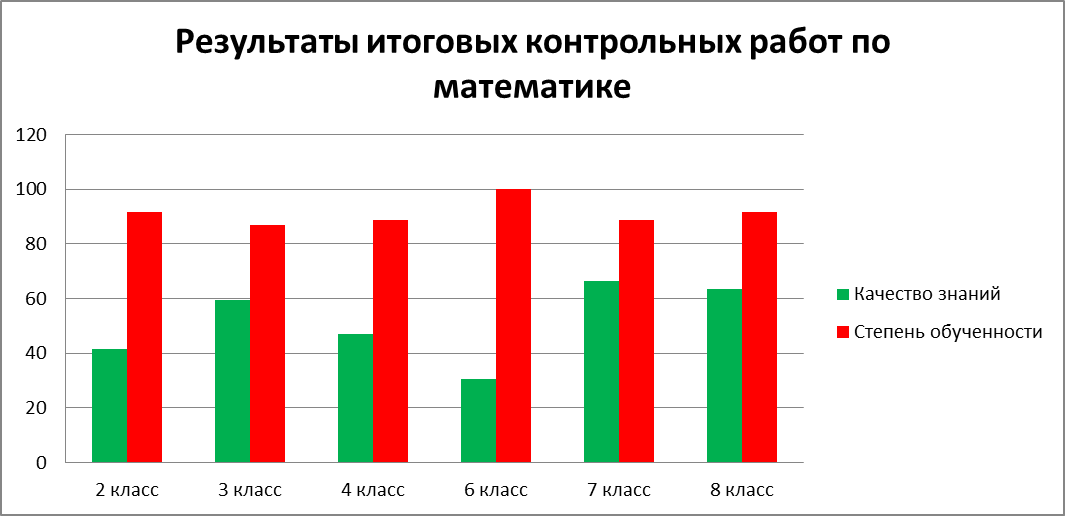 Результаты итоговых контрольных работ по
математике
120
100
80
60
40
20
0
2 класс 3 класс 4 класс 6 класс 7 класс 8 класс
Качество знаний
Степень обученности